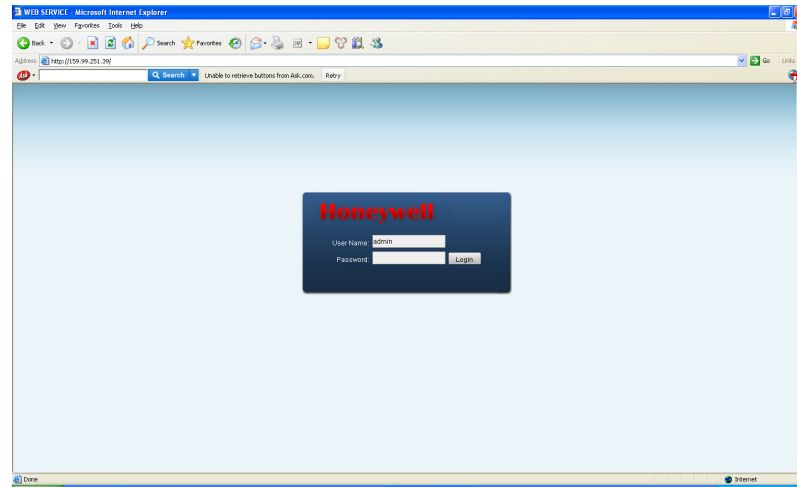 WEB SERVICE - Microsoft Internet Explorer
File Edit View Favorites Tools Help
Back Search Favorites W
Address http://159.99.251.39/ Go Links
Ask Search Unable to retrieve buttons from Ask.com. Retry
Honeywell
User Name: admin
Password: Login
Done Internet